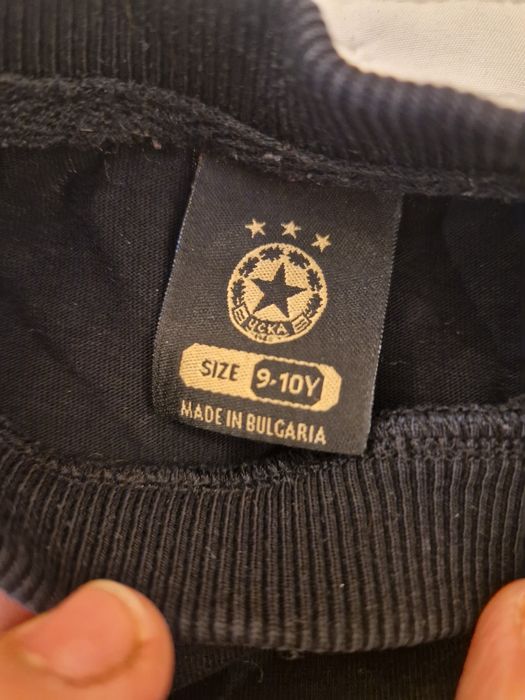 ЦСКА
SIZE 9-10Y
MADE IN BULGARIA